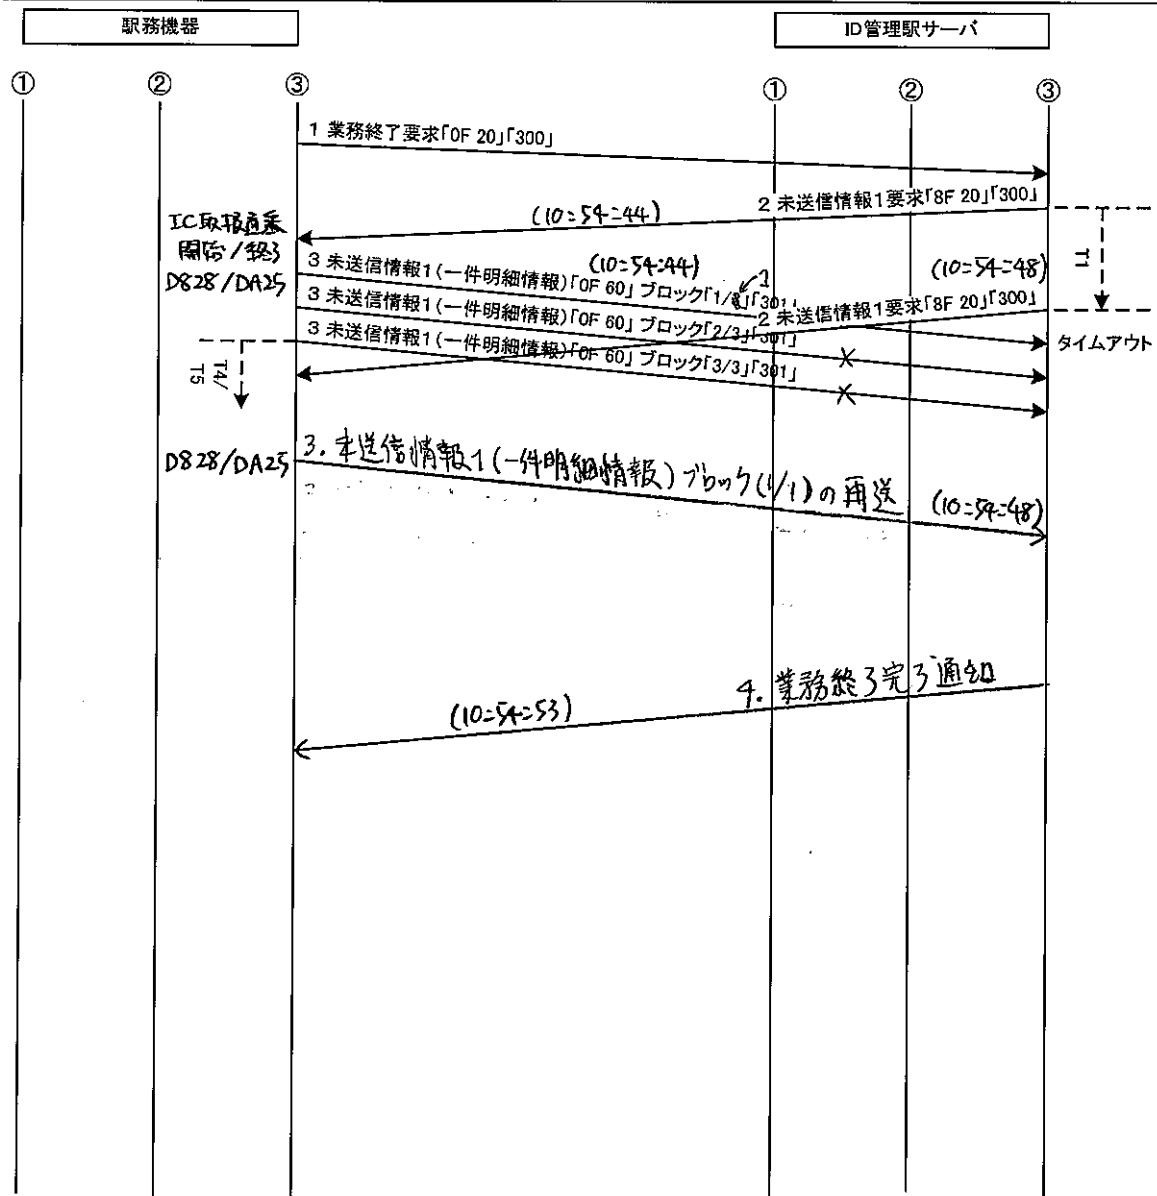 駅務機器
ID管理駅サーバ
① ② ③ ① ② ③
1 業務終了要求「0F 20」「300」
2 未送信情報1要求「8F 20」「300」
(10:54:44)
IC取扱
開始/終了
D828/DA25
T1
3 未送信情報1(一件明細情報)「0F 60」 ブロック「1/3」「301」
(10:54:44)
1
(10:54:48)
3 未送信情報1(一件明細情報)「0F 60」 ブロック「2/3」「301」
2 未送信情報1要求「8F 20」「300」
タイムアウト
3 未送信情報1(一件明細情報)「0F 60」 ブロック「3/3」「301」
T4/
T5
D828/DA25
3. 未送信情報1(一件明細情報)ブロック(1/1)の再送
(10:54:48)
4. 業務終了完了通知
(10:54:53)